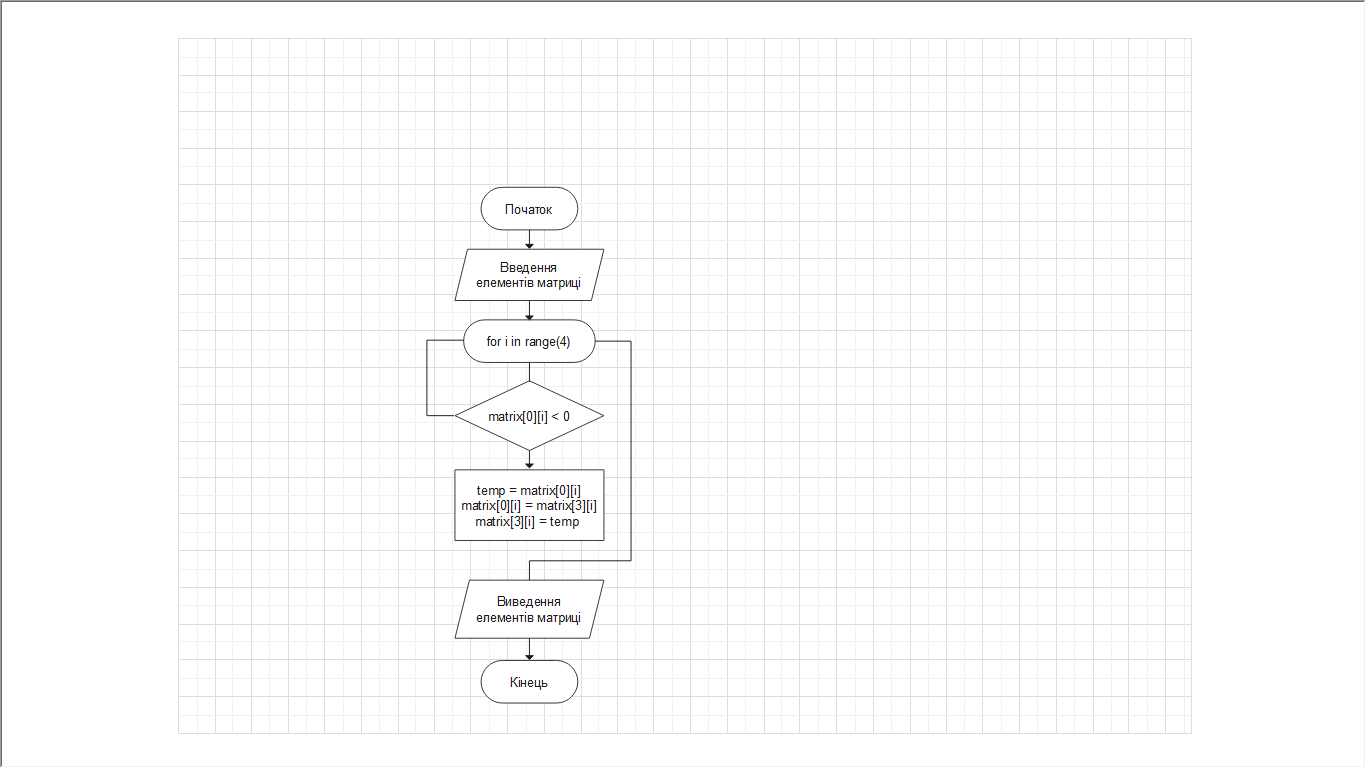 Початок
Введення
елементів матриці
for i in range(4)
matrix[0][i] < 0
temp = matrix[0][i]
matrix[0][i] = matrix[3][i]
matrix[3][i] = temp
Виведення
елементів матриці
Кінець